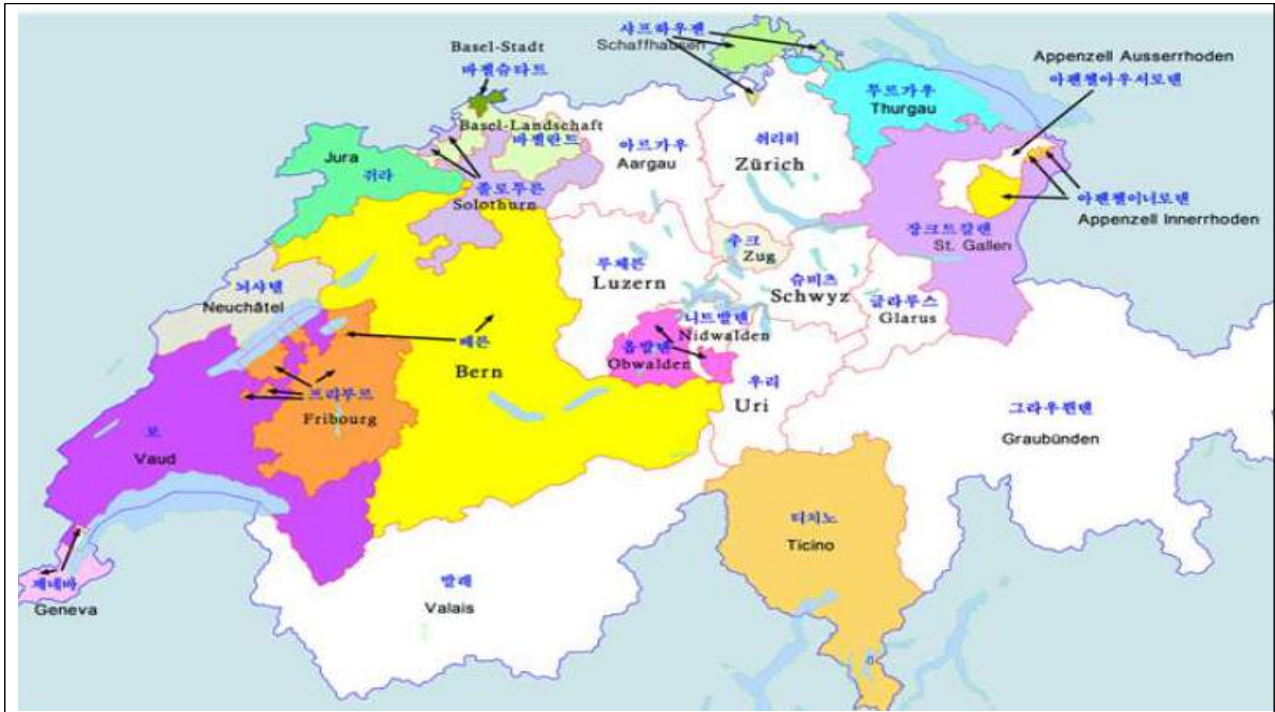 샤프하우젠
Schaffhausen
Basel-Stadt
바젤슈타트
Appenzell Ausserrhoden
아펜젤아우서로덴
투르가우
Thurgau
Basel-Landschaft
바젤란트
아르가우
Aargau
취리히
Zürich
Jura
쥐라
졸로투른
Solothurn
아펜젤이너로덴
Appenzell Innerrhoden
장크트갈렌
St. Gallen
추크
Zug
루체른
Luzern
슈비츠
Schwyz
뇌샤텔
Neuchâtel
글라루스
Glarus
니트발덴
Nidwalden
베른
Bern
옵발덴
Obwalden
우리
Uri
프리부르
Fribourg
그라우뷘덴
Graubünden
보
Vaud
티치노
Ticino
제네바
Geneva
발래
Valais